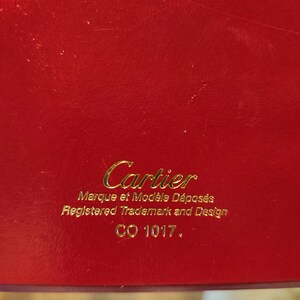 Cartier
Marque et Modèle Déposés
Registered Trademark and Design
CO 1017.